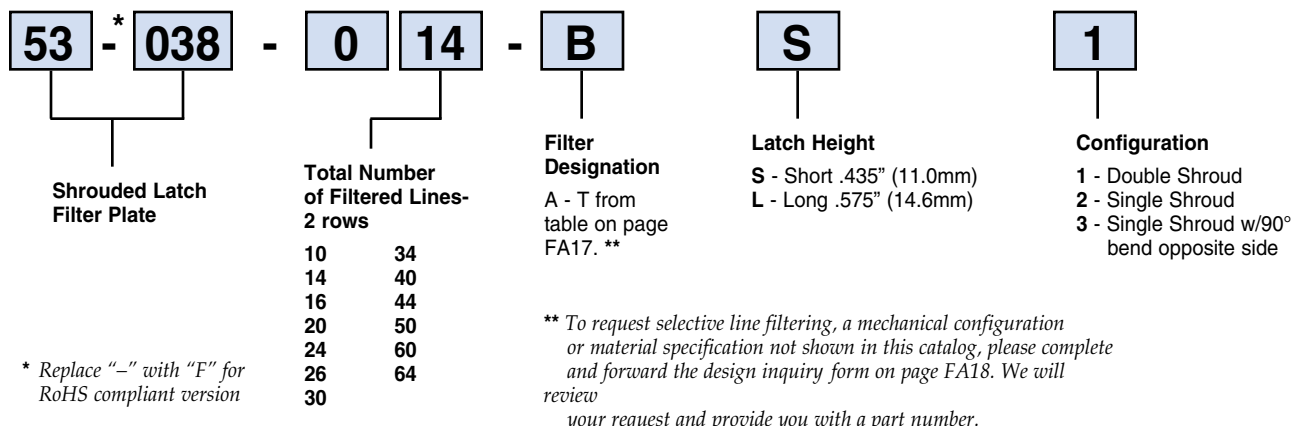 53 -* 038 - 0 14 - B S 1
Shrouded Latch
Filter Plate
Total Number
of Filtered Lines-
2 rows
10 34
14 40
16 44
20 50
24 60
26 64
30
Filter
Designation
A - T from
table on page
FA17. **
Latch Height
S - Short .435” (11.0mm)
L - Long .575” (14.6mm)
Configuration
1 - Double Shroud
2 - Single Shroud
3 - Single Shroud w/90°
bend opposite side
* Replace “–” with “F” for
RoHS compliant version
** To request selective line filtering, a mechanical configuration
or material specification not shown in this catalog, please complete
and forward the design inquiry form on page FA18. We will
review
your request and provide you with a part number.